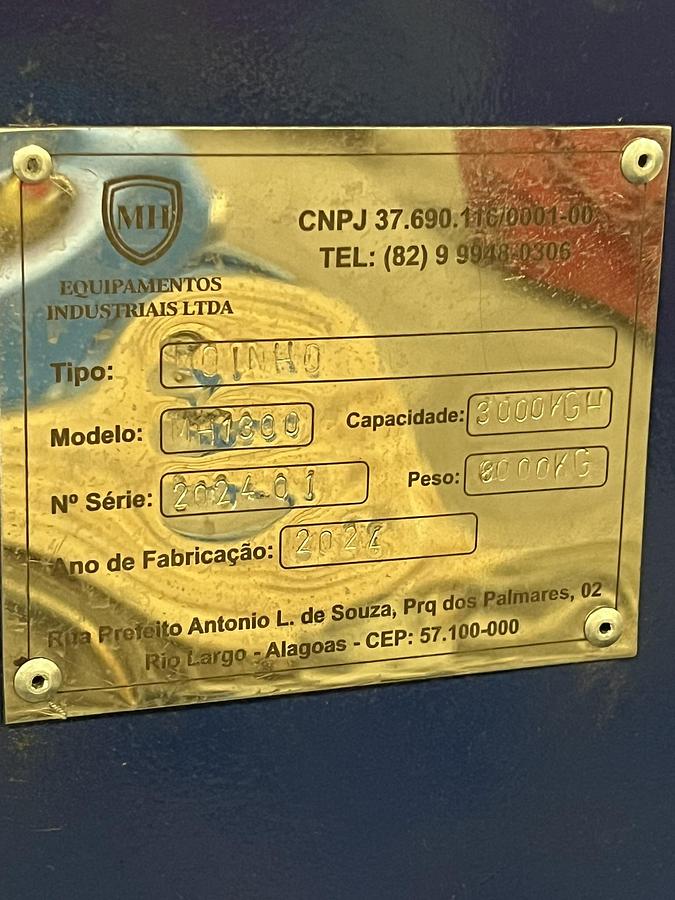 MH
EQUIPAMENTOS
INDUSTRIAIS LTDA
CNPJ 37.690.116/0001-00
TEL: (82) 9 9948-0306
Tipo: MOINHO
Modelo: MH1300
Capacidade: 3000KGH
Nº Série: 2024.01
Peso: 8000KG
Ano de Fabricação: 2024
Rua Prefeito Antonio L. de Souza, Prq dos Palmares, 02
Rio Largo - Alagoas - CEP: 57.100-000